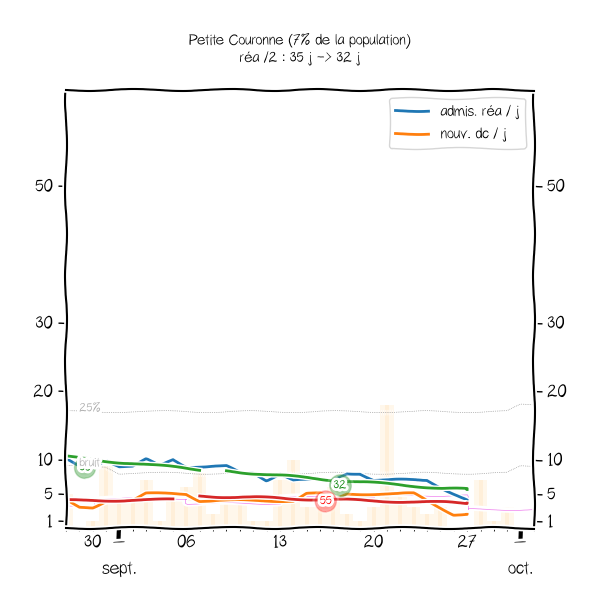 Petite Couronne (7% de la population)
réa /2 : 35 j -> 32 j
admis. réa / j
nouv. dc / j
50 50
30 30
20 20
25%
10 10
bruit
32
5 5
55
1 1
30 06 13 20 27
sept. oct.